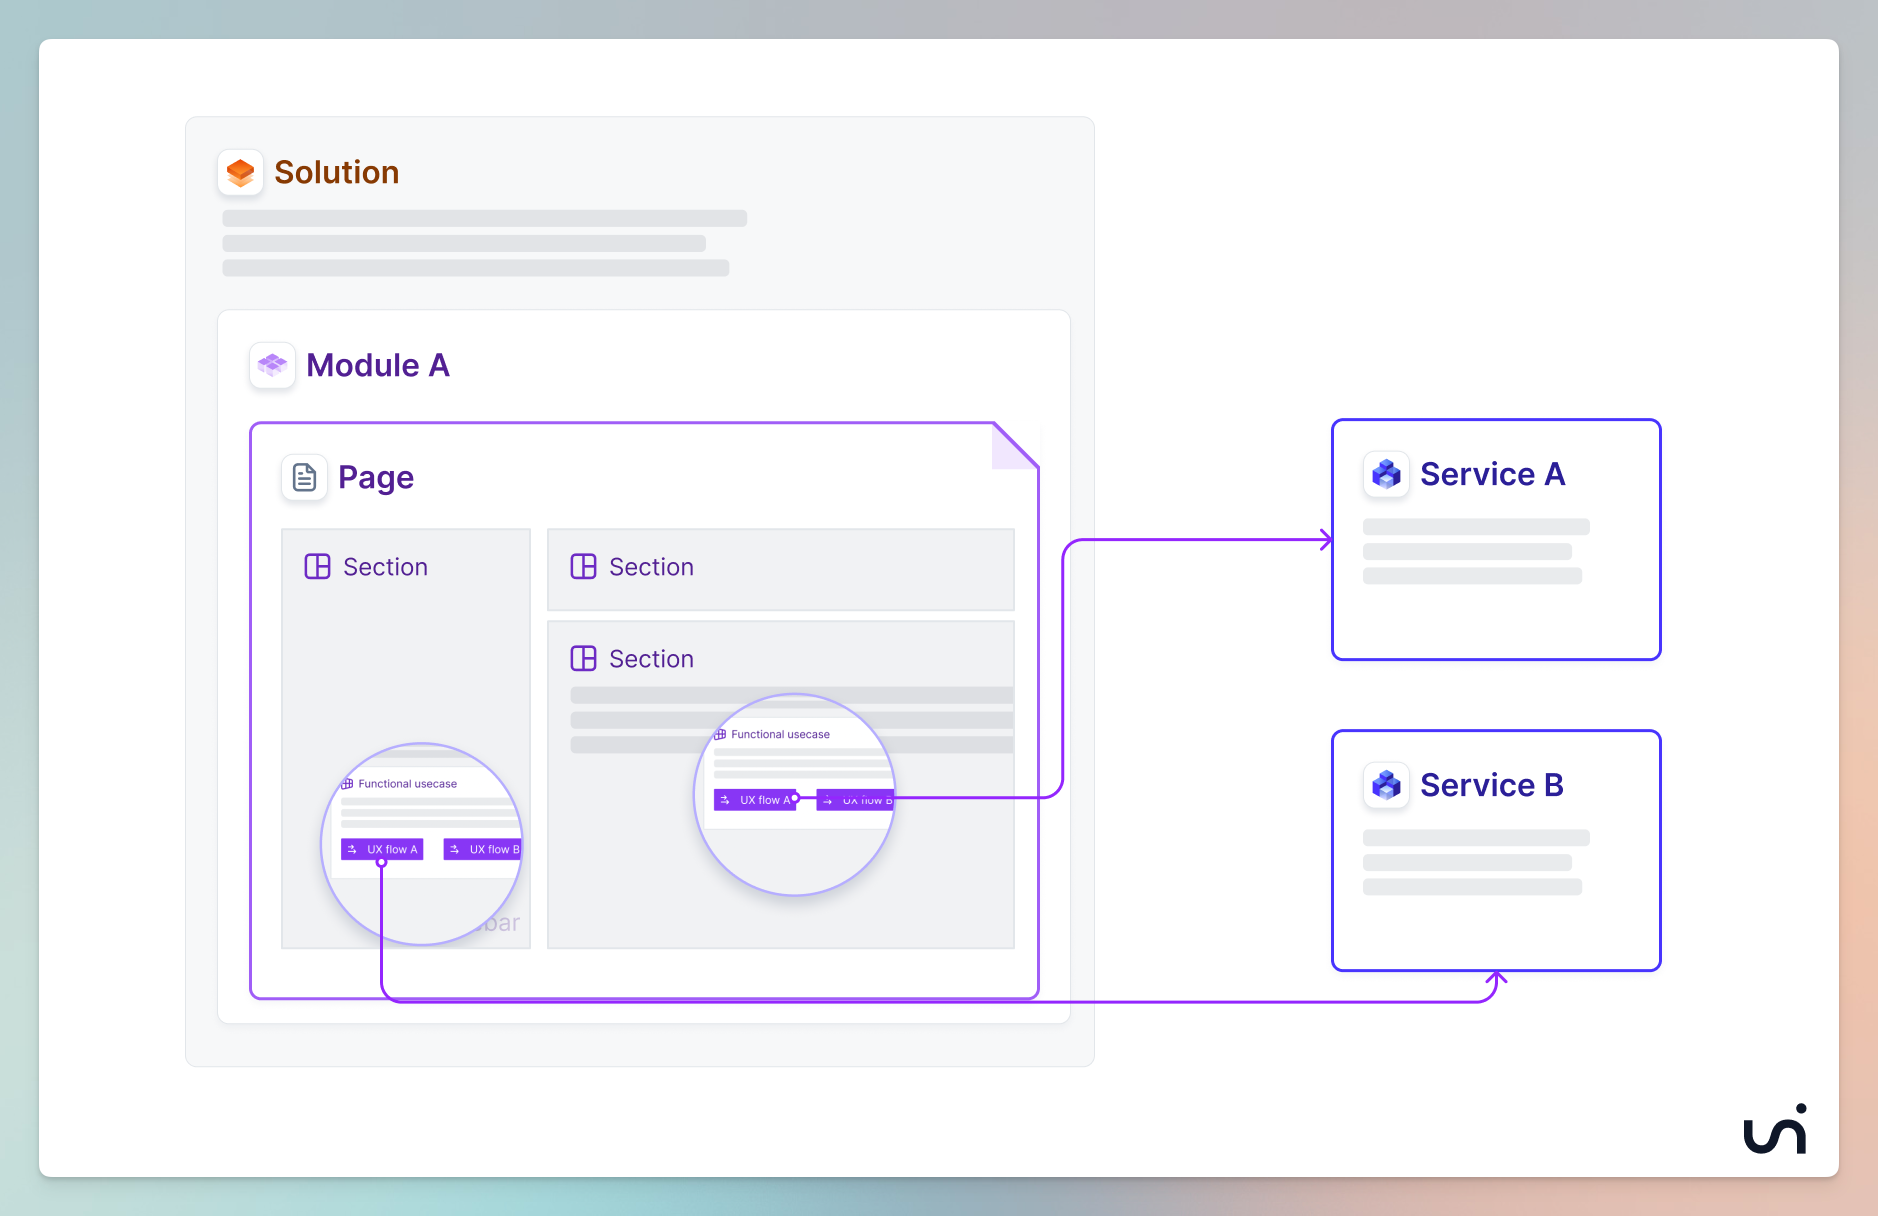 Solution
Module A
Page
Section
Functional usecase
UX flow A
UX flow B
bar
Section
Section
Functional usecase
UX flow A
UX flow B
Service A
Service B